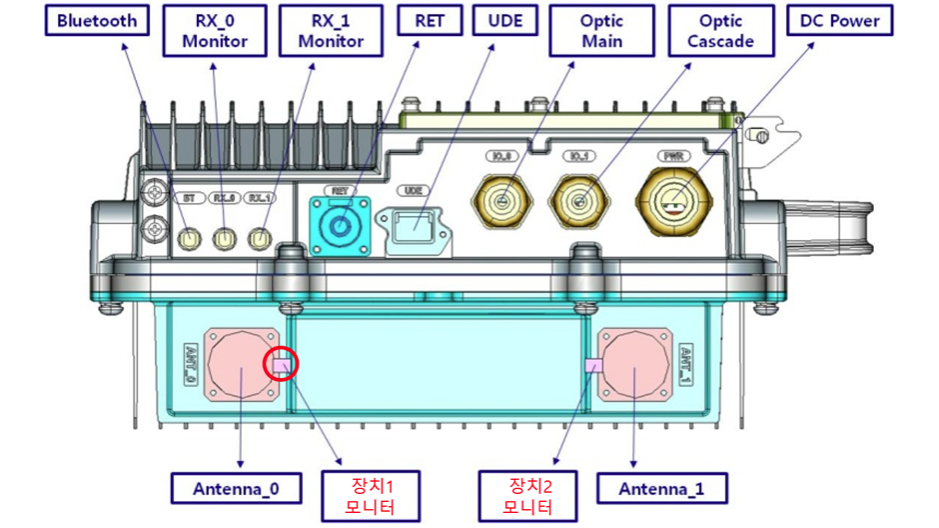 Bluetooth
RX_0
Monitor
RX_1
Monitor
RET
UDE
Optic
Main
Optic
Cascade
DC Power
IO_0
IO_1
PWR
BT
RX_0
RX_1
RET
UDE
ANT_0
ANT_1
Antenna_0
장치1
모니터
장치2
모니터
Antenna_1